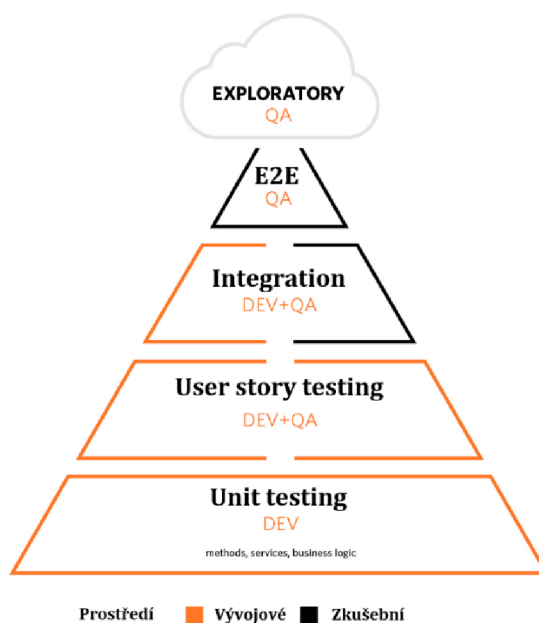 EXPLORATORY
QA
E2E
QA
Integration
DEV+QA
User story testing
DEV+QA
Unit testing
DEV
methods, services, business logic
Prostředí Vývojové Zkušební